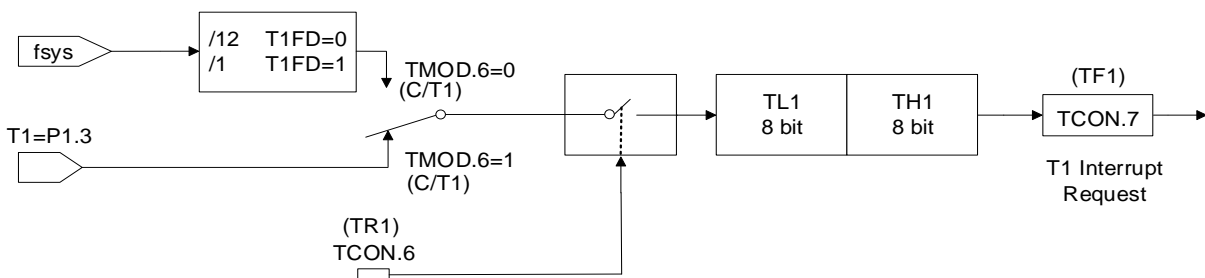 fsys
/12 T1FD=0
/1 T1FD=1
TMOD.6=0
(C/T1)
T1=P1.3
TMOD.6=1
(C/T1)
(TR1)
TCON.6
TL1
8 bit
TH1
8 bit
(TF1)
TCON.7
T1 Interrupt
Request